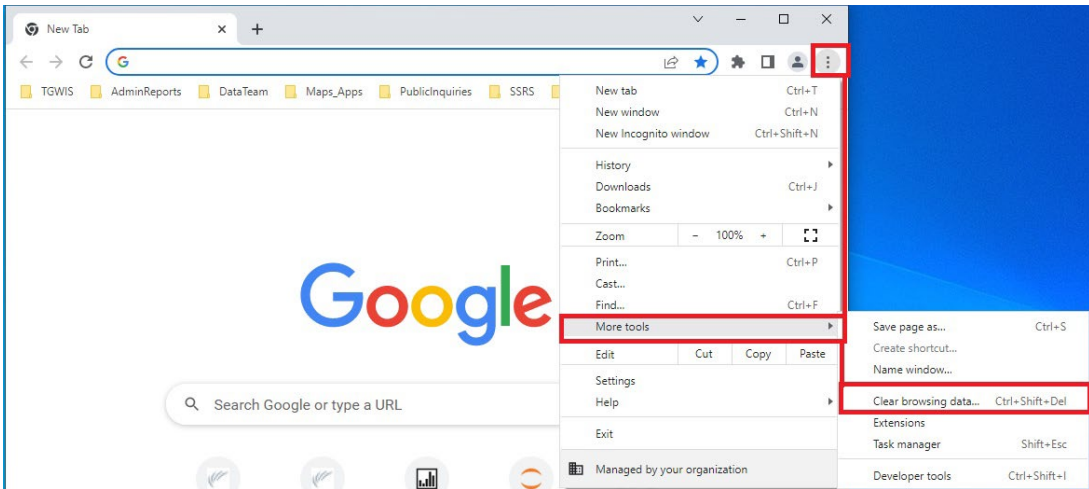 New Tab
G
TGWIS AdminReports DataTeam Maps_Apps PublicInquiries SSRS
New tab Ctrl+T
New window Ctrl+N
New Incognito window Ctrl+Shift+N
History
Downloads Ctrl+J
Bookmarks
Zoom - 100% +
Print... Ctrl+P
Cast...
Find... Ctrl+F
More tools
Edit Cut Copy Paste
Settings
Help
Exit
Managed by your organization
Google
Search Google or type a URL
Save page as... Ctrl+S
Create shortcut...
Name window...
Clear browsing data... Ctrl+Shift+Del
Extensions
Task manager Shift+Esc
Developer tools Ctrl+Shift+I